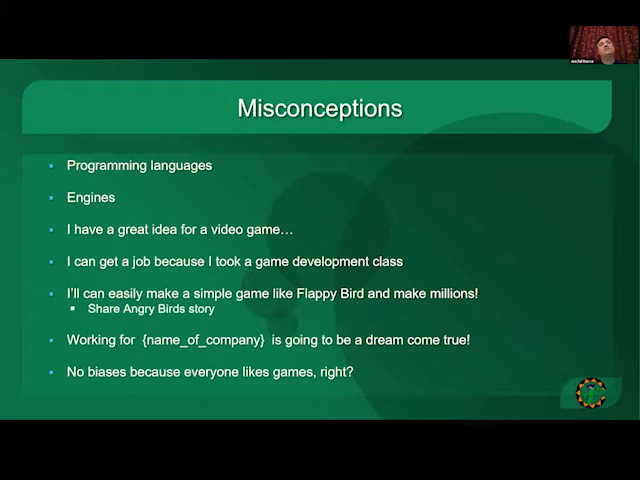 Misconceptions
Programming languages
Engines
I have a great idea for a video game…
I can get a job because I took a game development class
I'll can easily make a simple game like Flappy Bird and make millions!
Share Angry Birds story
Working for {name_of_company} is going to be a dream come true!
No biases because everyone likes games, right?